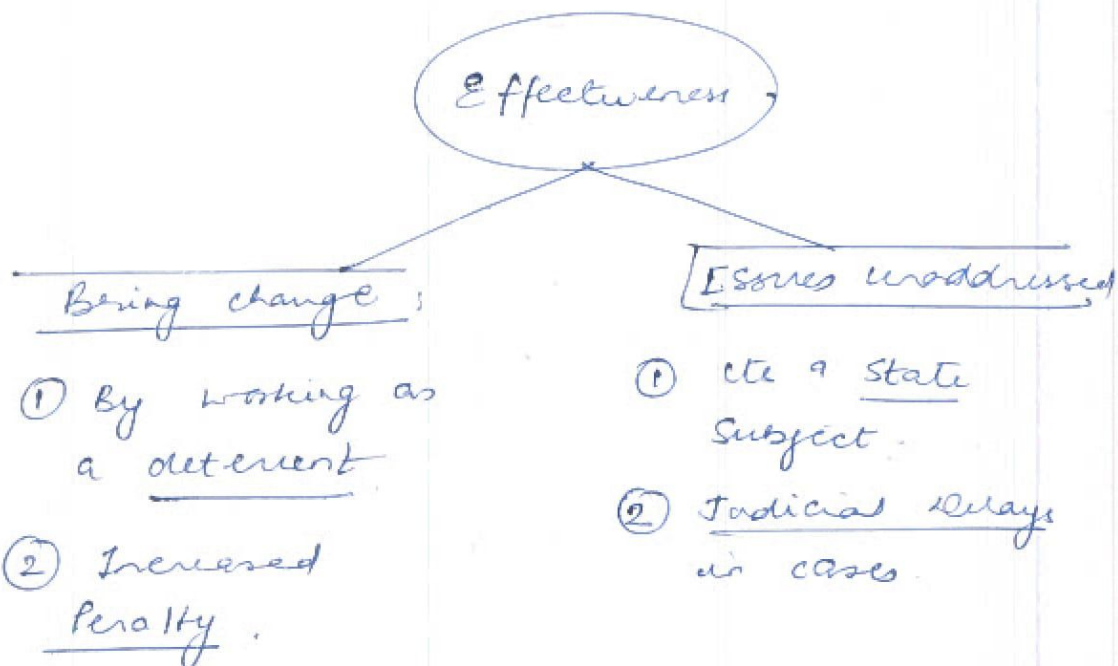 Effectiveness
Bring change :
① By working as
a deterrent
② Increased
Penalty .
Issues unaddressed
① a State
Subject .
② Judicial Delays
in cases .